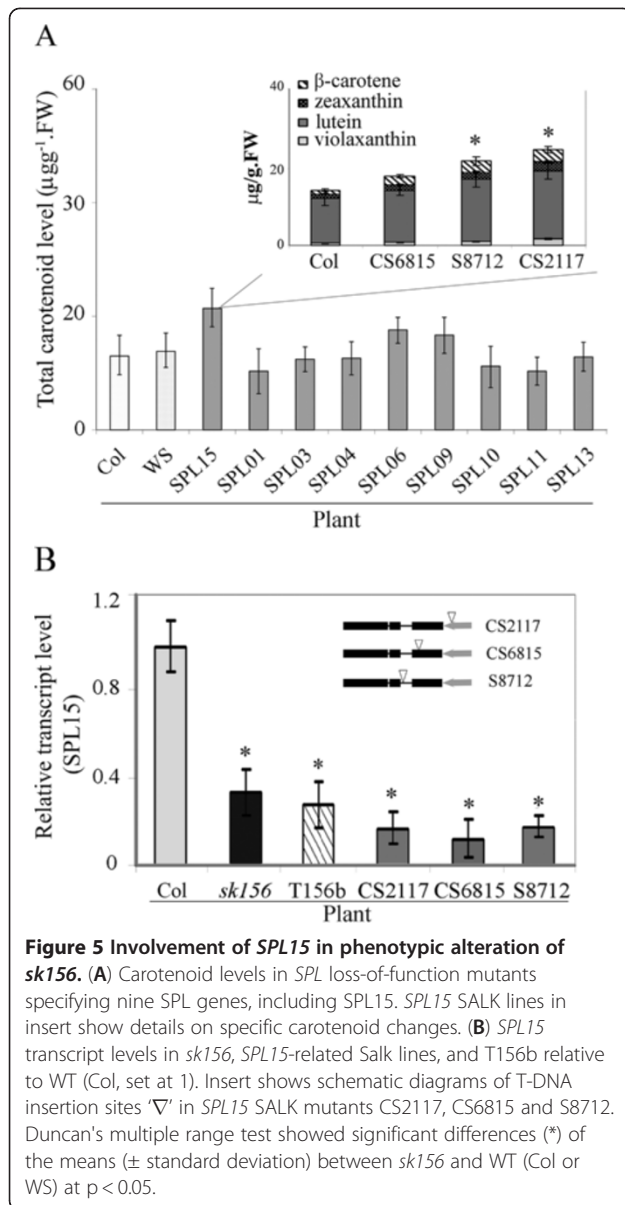 A
60
30
20
0
Total carotenoid level (µgg⁻¹.FW)
β-carotene
zeaxanthin
lutein
violaxanthin
40
20
0
µg/g.FW
*
*
Col CS6815 S8712 CS2117
Col WS SPL15 SPL01 SPL03 SPL04 SPL06 SPL09 SPL10 SPL11 SPL13
Plant
B
1.2
0.8
0.4
0
Relative transcript level
(SPL15)
CS2117
CS6815
S8712
* * * * *
Col sk156 T156b CS2117 CS6815 S8712
Plant
Figure 5 Involvement of SPL15 in phenotypic alteration of
sk156. (A) Carotenoid levels in SPL loss-of-function mutants
specifying nine SPL genes, including SPL15. SPL15 SALK lines in
insert show details on specific carotenoid changes. (B) SPL15
transcript levels in sk156, SPL15-related Salk lines, and T156b relative
to WT (Col, set at 1). Insert shows schematic diagrams of T-DNA
insertion sites ‘∇’ in SPL15 SALK mutants CS2117, CS6815 and S8712.
Duncan's multiple range test showed significant differences (*) of
the means (± standard deviation) between sk156 and WT (Col or
WS) at p < 0.05.